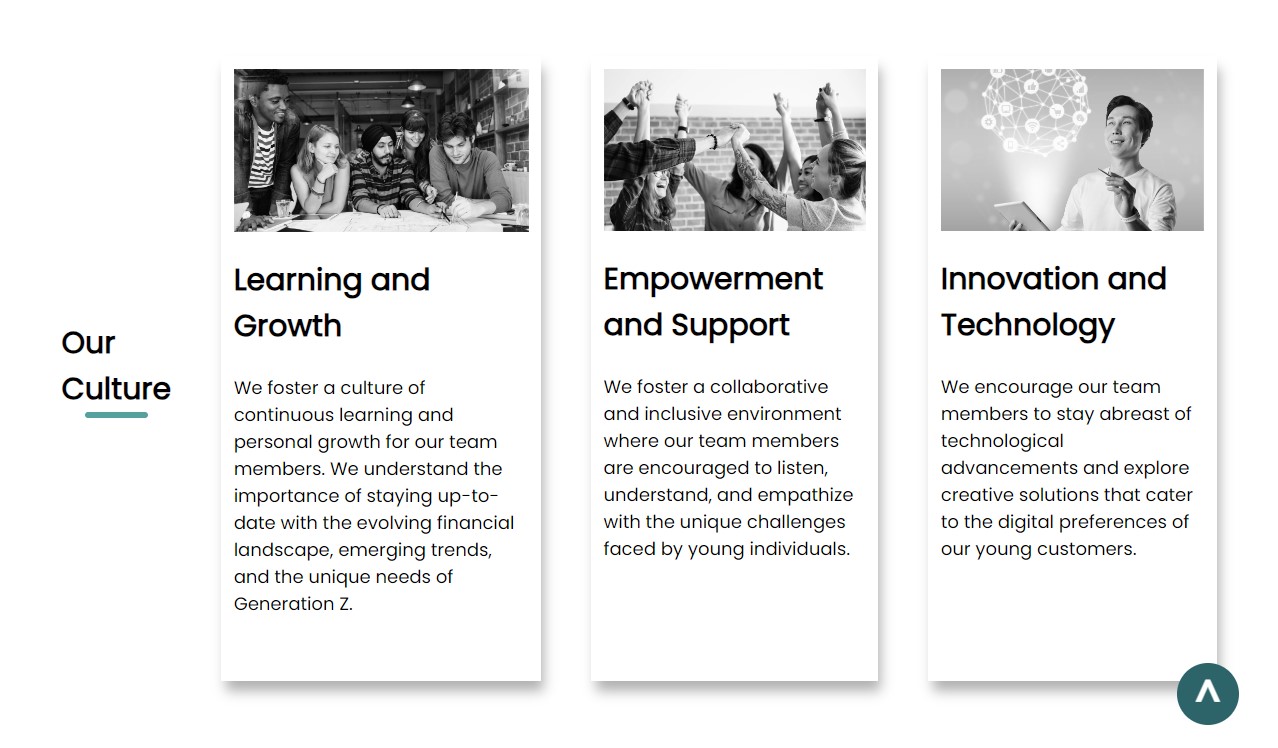 Our
Culture
Learning and
Growth
We foster a culture of
continuous learning and
personal growth for our team
members. We understand the
importance of staying up-to-
date with the evolving financial
landscape, emerging trends,
and the unique needs of
Generation Z.
Empowerment
and Support
We foster a collaborative
and inclusive environment
where our team members
are encouraged to listen,
understand, and empathize
with the unique challenges
faced by young individuals.
Innovation and
Technology
We encourage our team
members to stay abreast of
technological
advancements and explore
creative solutions that cater
to the digital preferences of
our young customers.